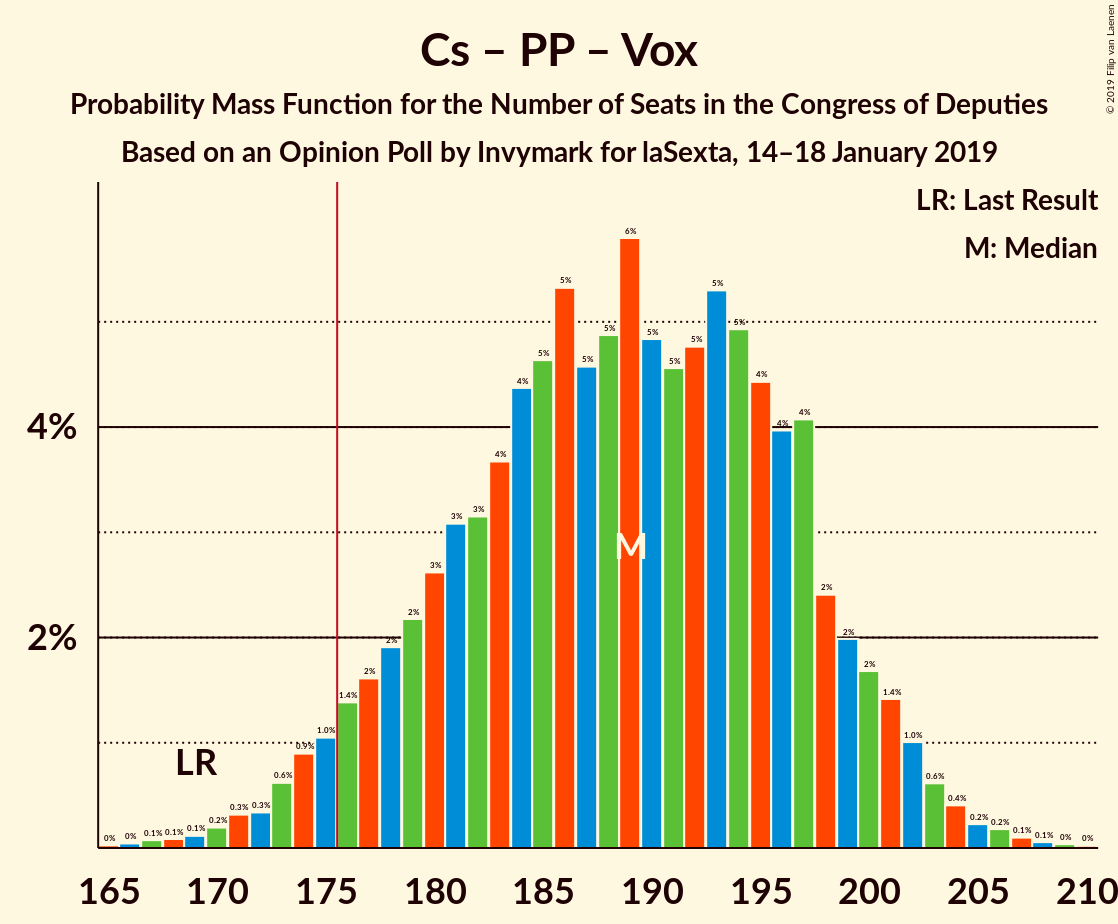 Cs – PP – Vox
Probability Mass Function for the Number of Seats in the Congress of Deputies
Based on an Opinion Poll by Invymark for laSexta, 14–18 January 2019
© 2019 Filip van Laenen
LR: Last Result
M: Median
4%
2%
LR
M
0% 0% 0.1% 0.1% 0.1% 0.2% 0.3% 0.3% 0.6% 0.9% 1.0% 1.4% 2% 2% 2% 3% 3% 3% 4% 4% 5% 5% 5% 5% 6% 5% 5% 5% 5% 5% 4% 4% 4% 2% 2% 2% 1.4% 1.0% 0.6% 0.4% 0.2% 0.2% 0.1% 0.1% 0% 0%
165 170 175 180 185 190 195 200 205 210